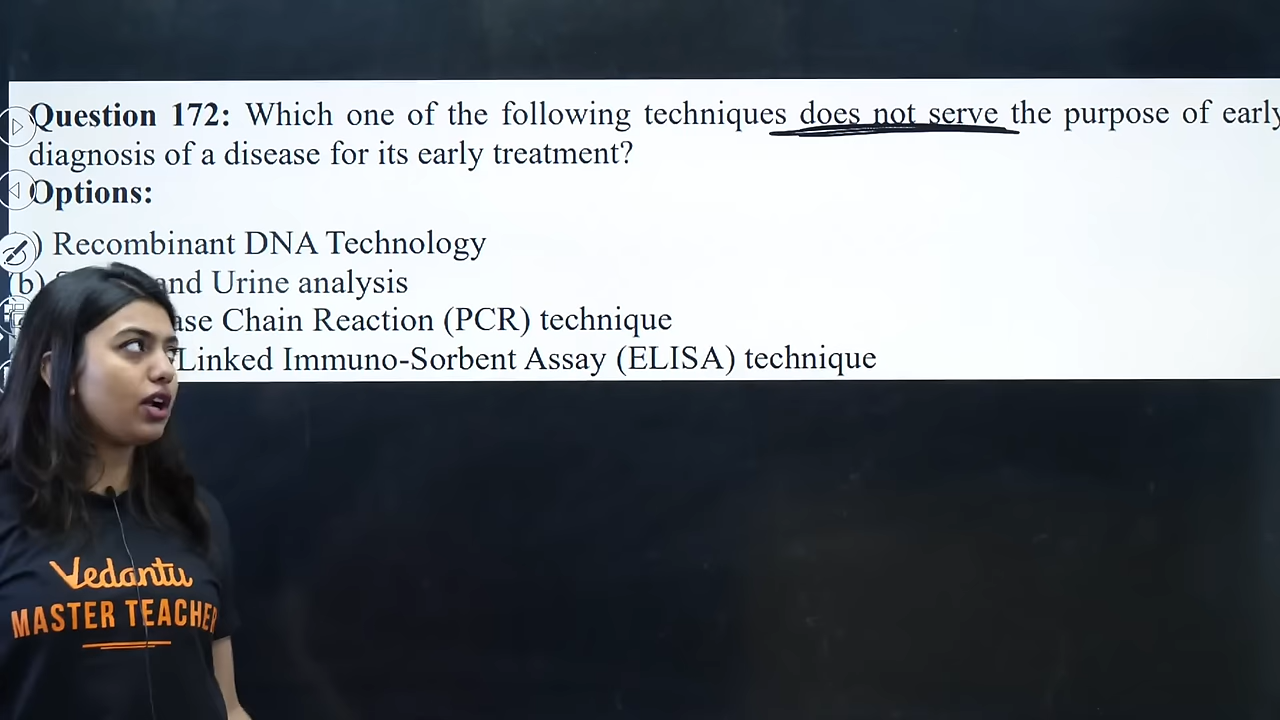 Question 172: Which one of the following techniques does not serve the purpose of early
diagnosis of a disease for its early treatment?
Options:
) Recombinant DNA Technology
(b) and Urine analysis
Chain Reaction (PCR) technique
Linked Immuno-Sorbent Assay (ELISA) technique
Vedantu
MASTER TEACHER